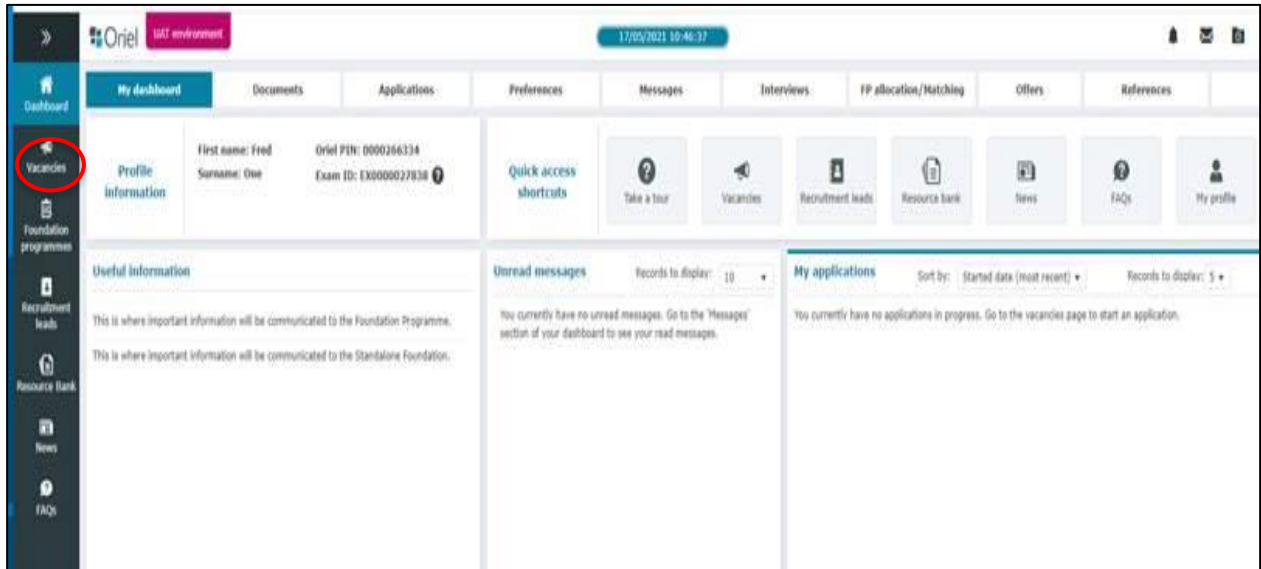 Oriel
UAT environment
17/05/2021 10:46:37
Dashboard
Vacancies
Foundation
programmes
Recruitment
leads
Resource Bank
News
FAQs
My dashboard
Documents
Applications
Preferences
Messages
Interviews
FP allocation/Matching
Offers
References
Profile
information
First name: Fred
Surname: One
Oriel PIN: 0000266334
Exam ID: EX0000027838
Quick access
shortcuts
Take a tour
Vacancies
Recruitment leads
Resource bank
News
FAQs
My profile
Useful information
This is where important information will be communicated to the Foundation Programme.
This is where important information will be communicated to the Standalone Foundation.
Unread messages
Records to display: 10
You currently have no unread messages. Go to the 'Messages'
section of your dashboard to see your read messages.
My applications
Sort by: Started date (most recent)
Records to display: 5
You currently have no applications in progress. Go to the vacancies page to start an application.